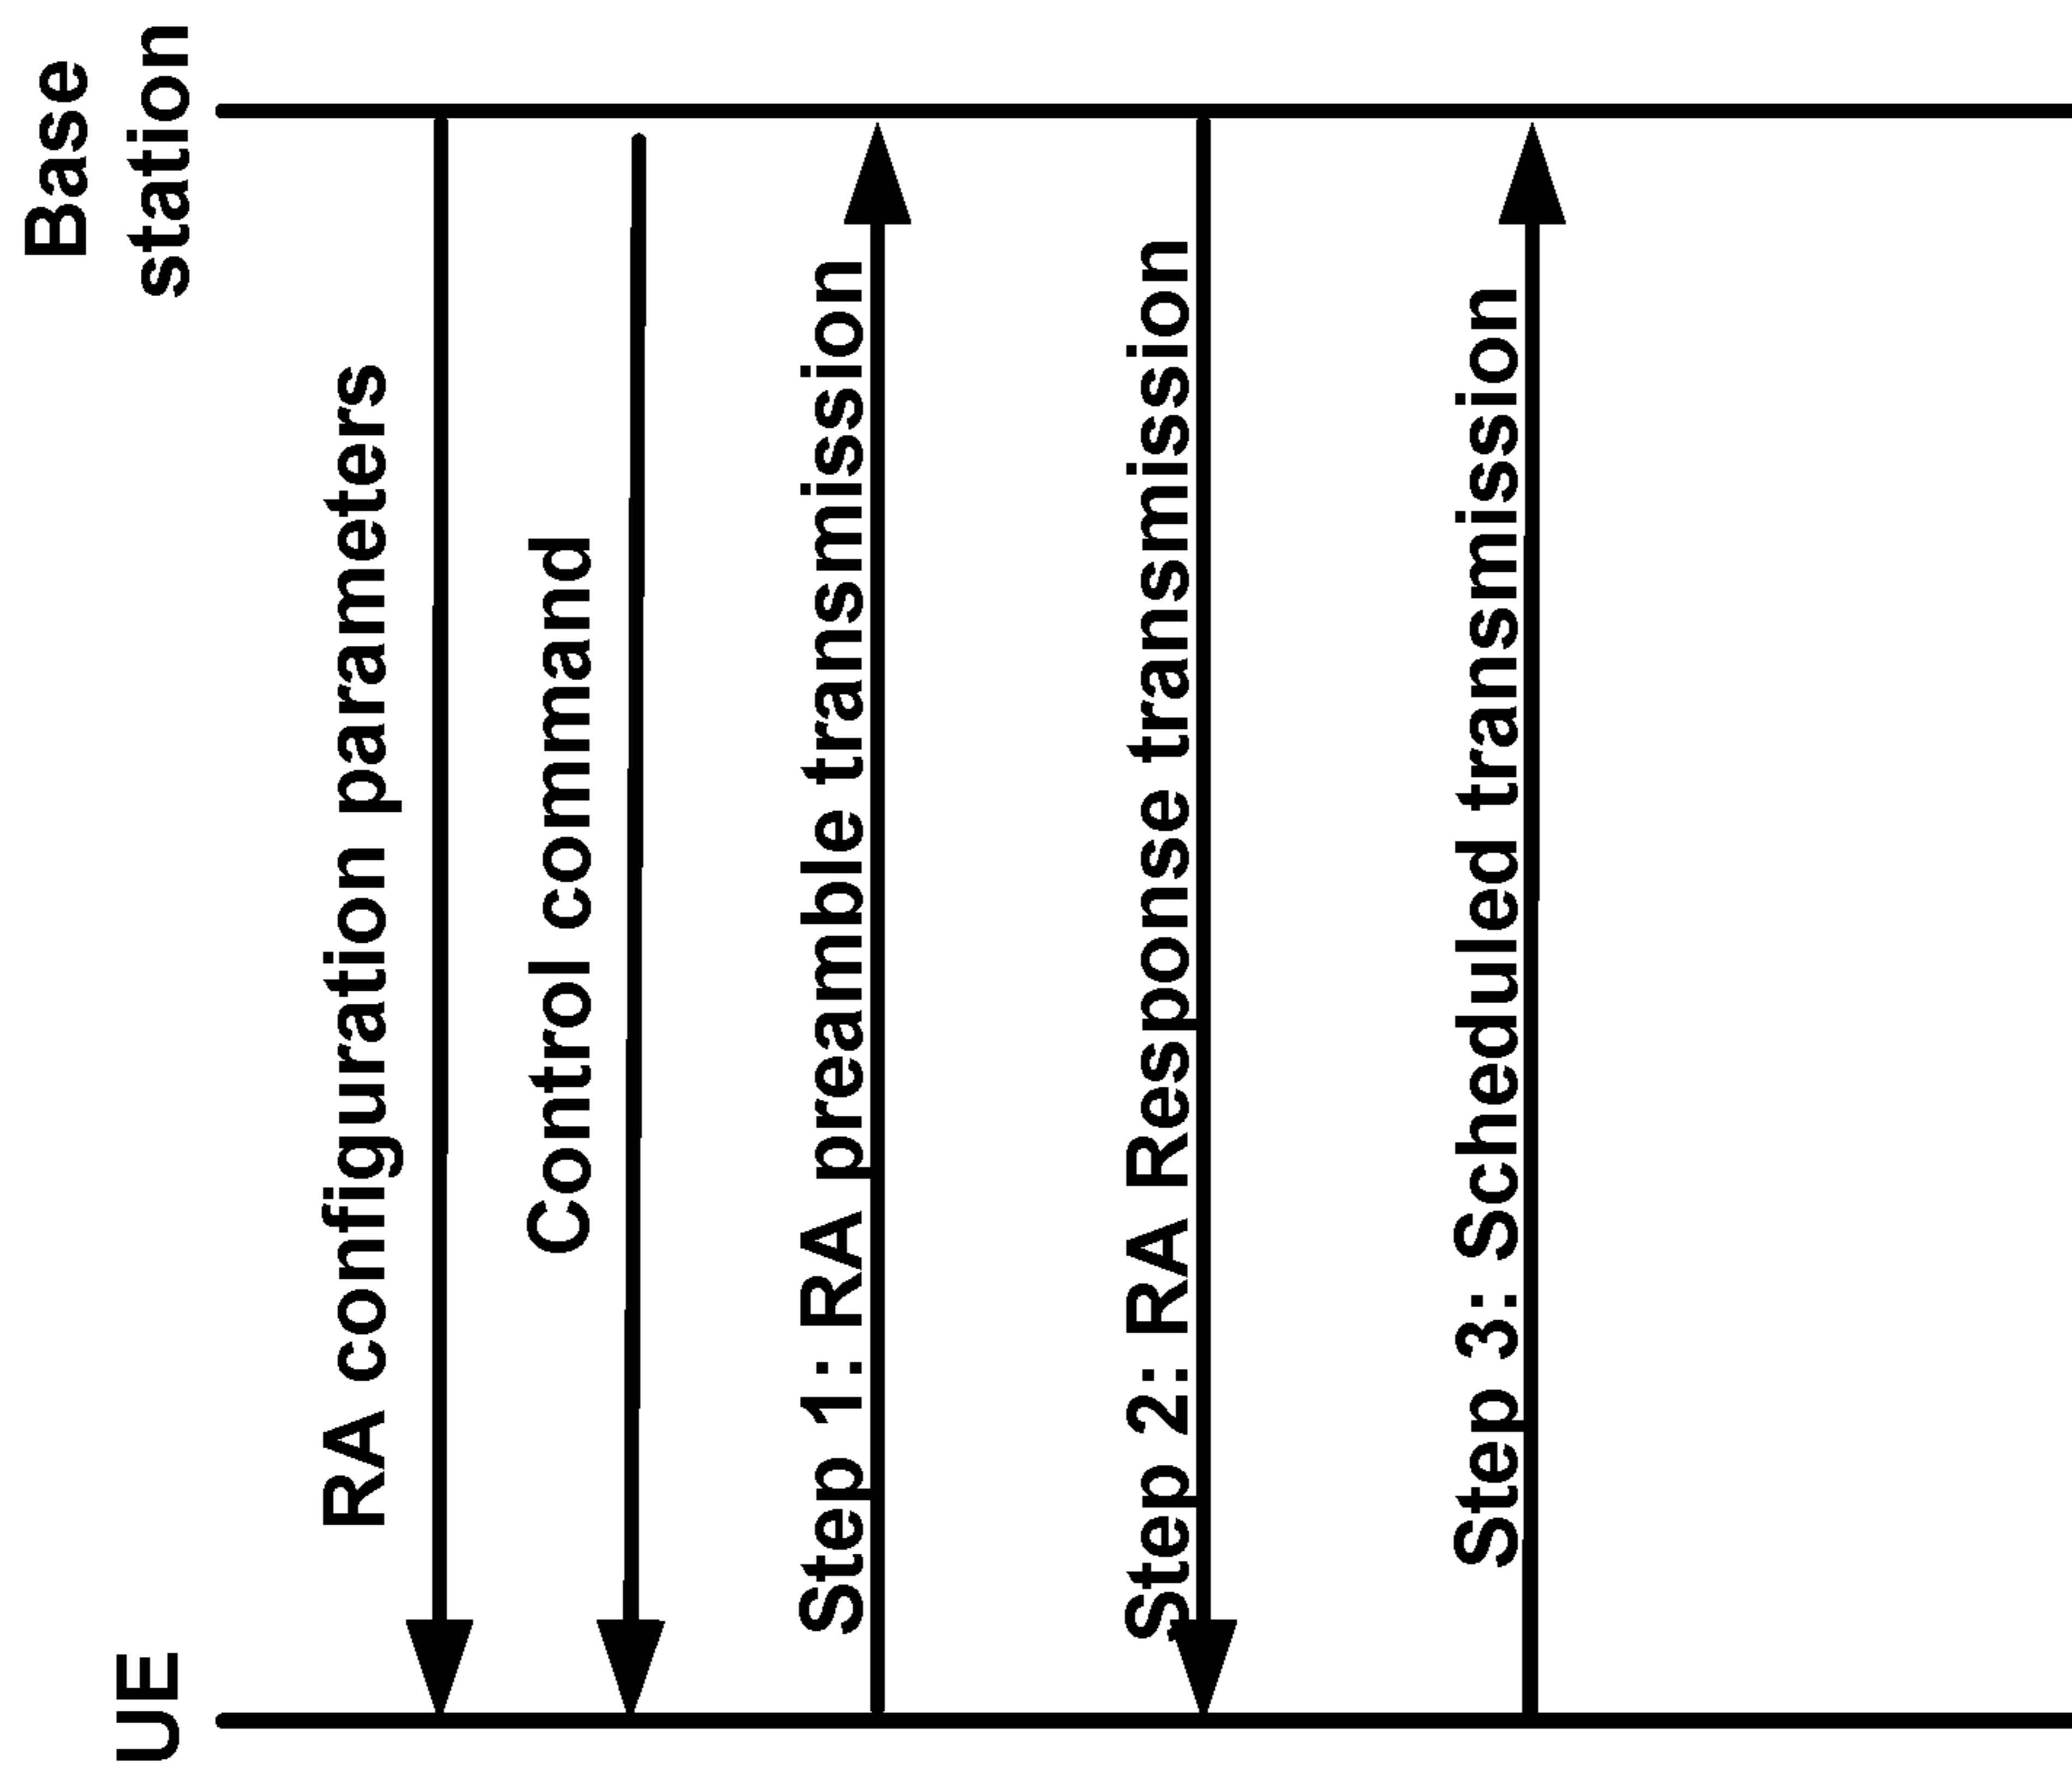 UE
Base
station
RA configuration parameters
Control command
Step 1: RA preamble transmission
Step 2: RA Response transmission
Step 3: Scheduled transmission